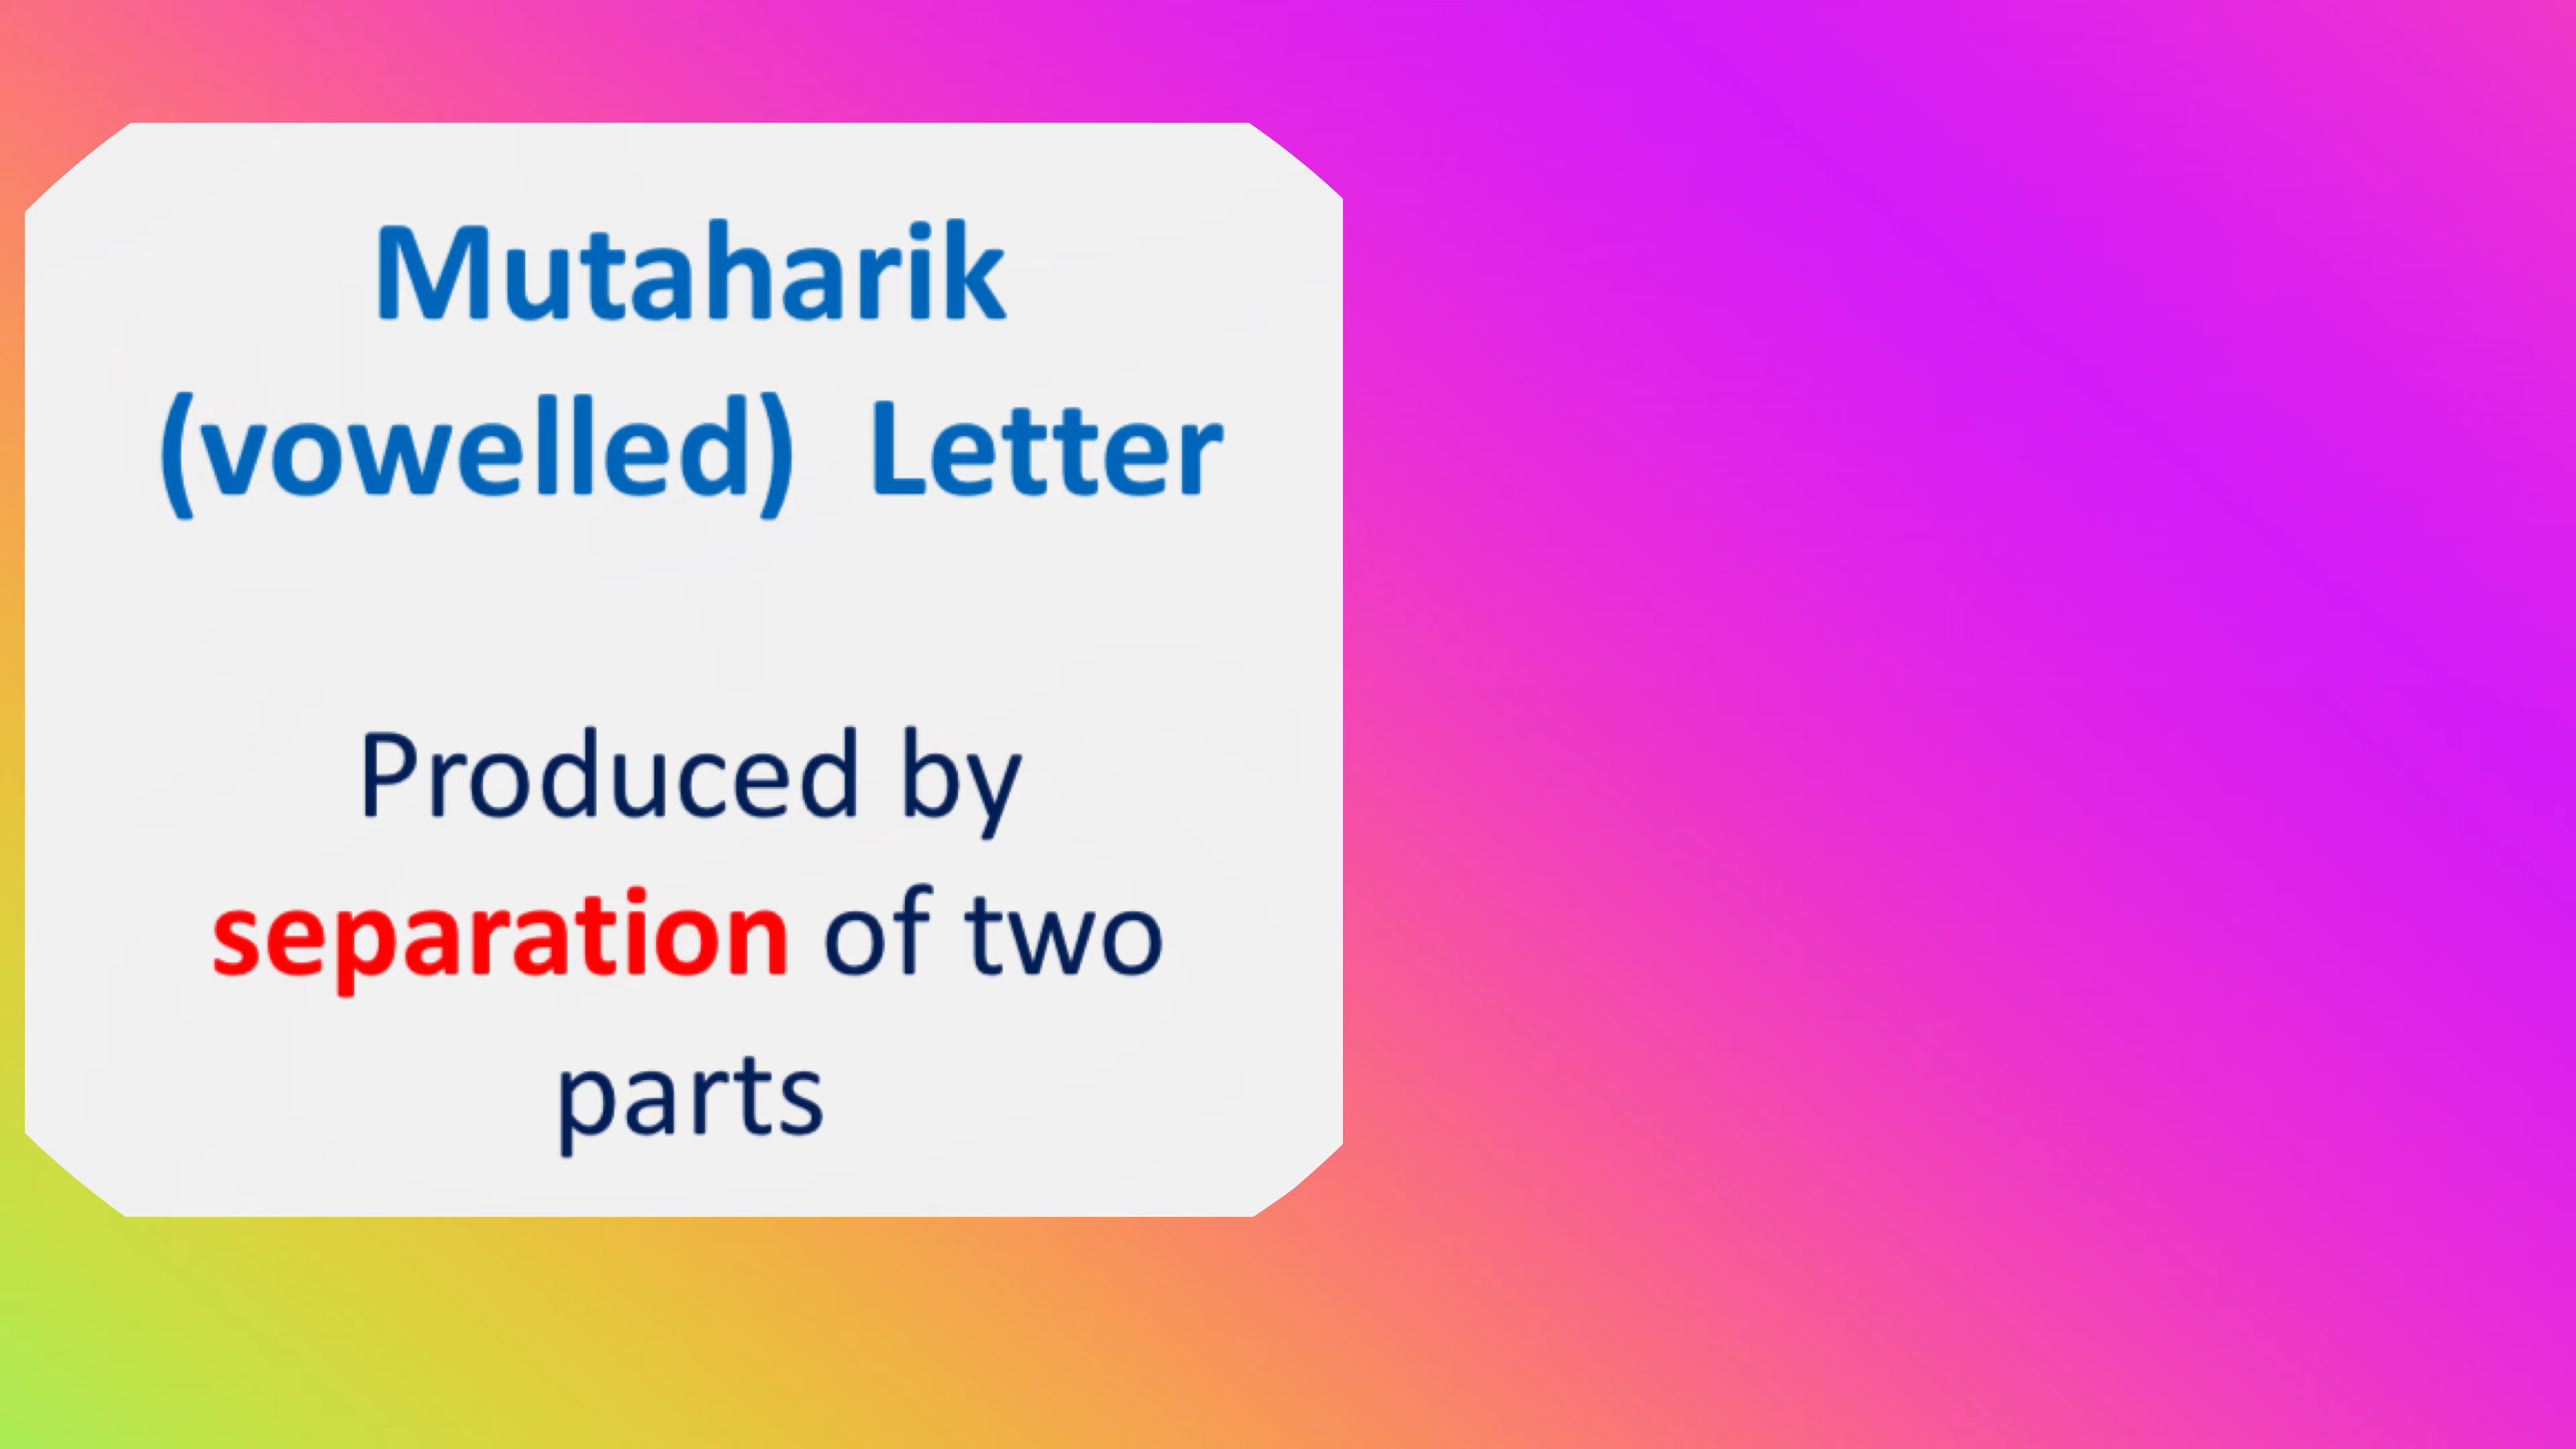 Mutaharik
(vowelled)  Letter
Produced by
separation of two
parts